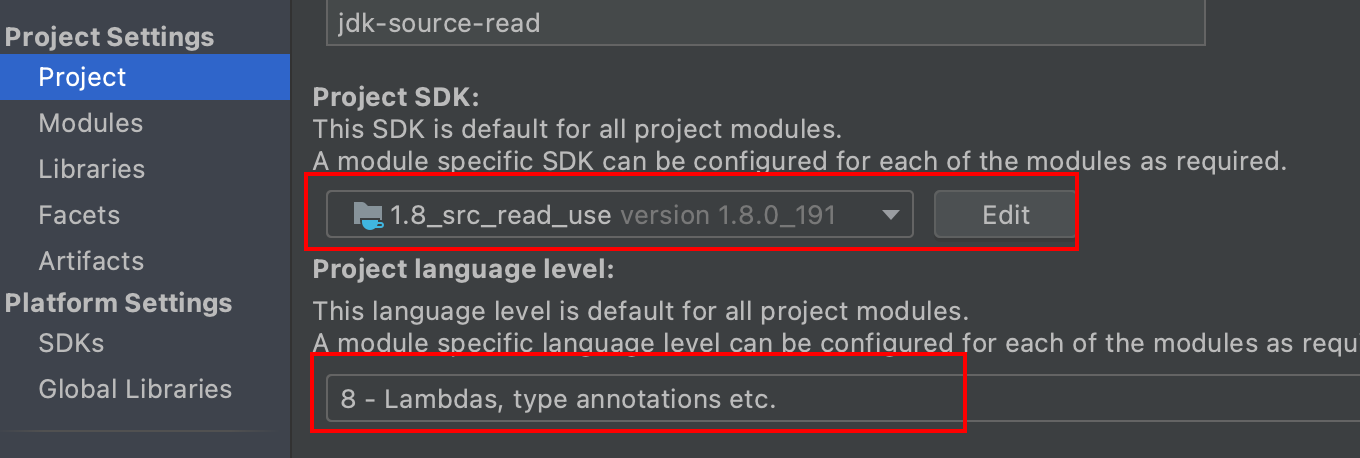 Project Settings
Project
Modules
Libraries
Facets
Artifacts
Platform Settings
SDKs
Global Libraries
jdk-source-read
Project SDK:
This SDK is default for all project modules.
A module specific SDK can be configured for each of the modules as required.
1.8_src_read_use version 1.8.0_191
Edit
Project language level:
This language level is default for all project modules.
A module specific language level can be configured for each of the modules as requ
8 - Lambdas, type annotations etc.